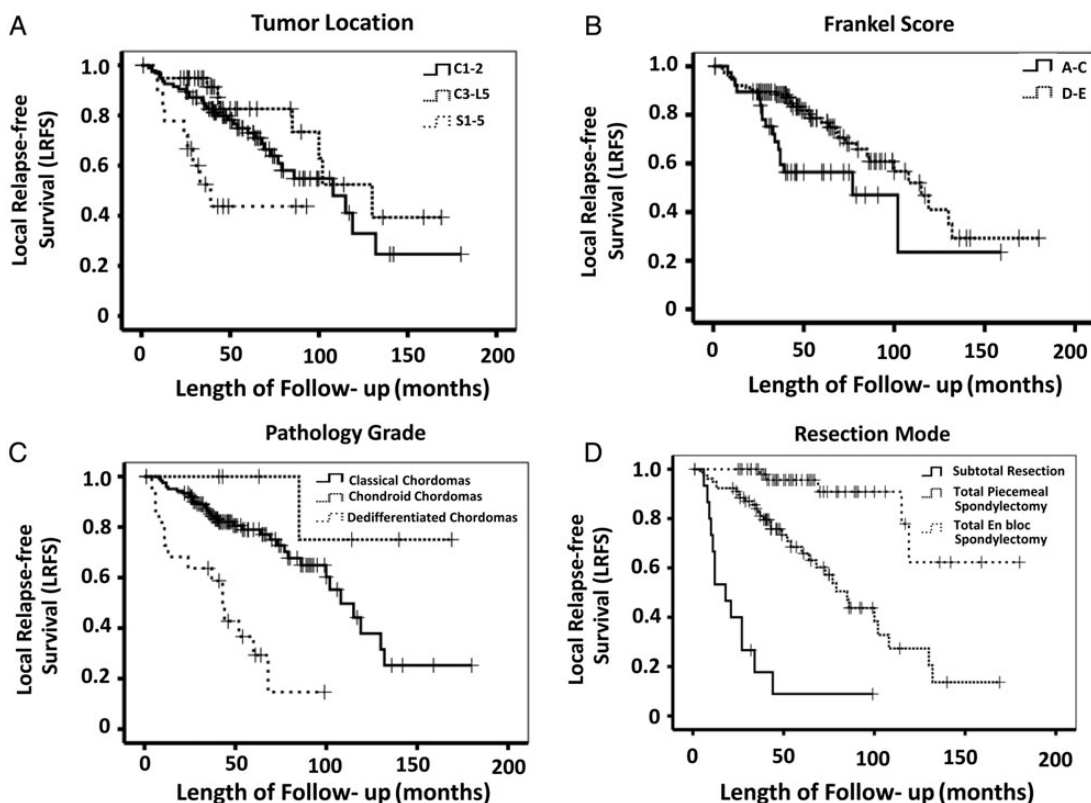 A
Tumor Location
Local Relapse-free
Survival (LRFS)
1.0
0.8
0.6
0.4
0.2
0
C1-2
C3-L5
S1-5
0 50 100 150 200
Length of Follow- up (months)
B
Frankel Score
Local Relapse-free
Survival (LRFS)
1.0
0.8
0.6
0.4
0.2
0
A-C
D-E
0 50 100 150 200
Length of Follow- up (months)
C
Pathology Grade
Local Relapse-free
Survival (LRFS)
1.0
0.8
0.6
0.4
0.2
0
Classical Chordomas
Chondroid Chordomas
Dedifferentiated Chordomas
0 50 100 150 200
Length of Follow- up (months)
D
Resection Mode
Local Relapse-free
Survival (LRFS)
1.0
0.8
0.6
0.4
0.2
0
Subtotal Resection
Total Piecemeal
Spondylectomy
Total En bloc
Spondylectomy
0 50 100 150 200
Length of Follow- up (months)